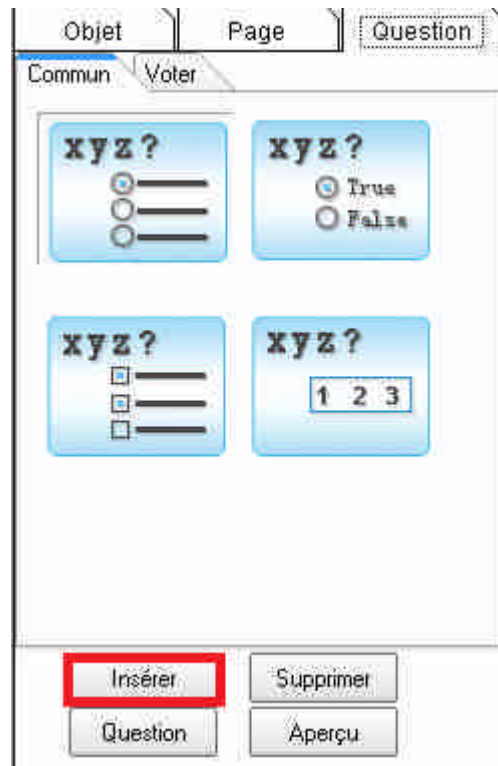 Objet Page Question
Commun Voter
xyz? xyz?
True
False
xyz? xyz?
1 2 3
Insérer Supprimer
Question Aperçu